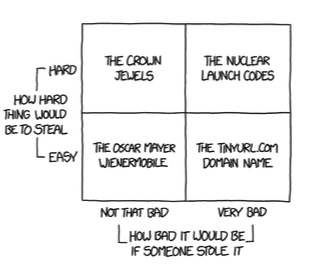 THE CROWN
JEWELS
THE NUCLEAR
LAUNCH CODES
HARD
HOW HARD
THING WOULD
BE TO STEAL
EASY
THE OSCAR MAYER
WIENERMOBILE
THE TINYURL.COM
DOMAIN NAME
NOT THAT BAD
VERY BAD
HOW BAD IT WOULD BE
IF SOMEONE STOLE IT